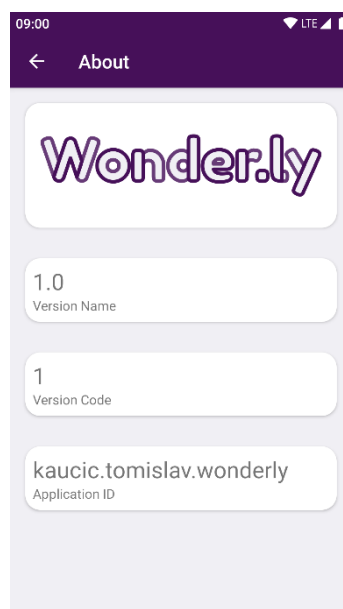 09:00
LTE
About
Wonder.ly
1.0
Version Name
1
Version Code
kaucic.tomislav.wonderly
Application ID